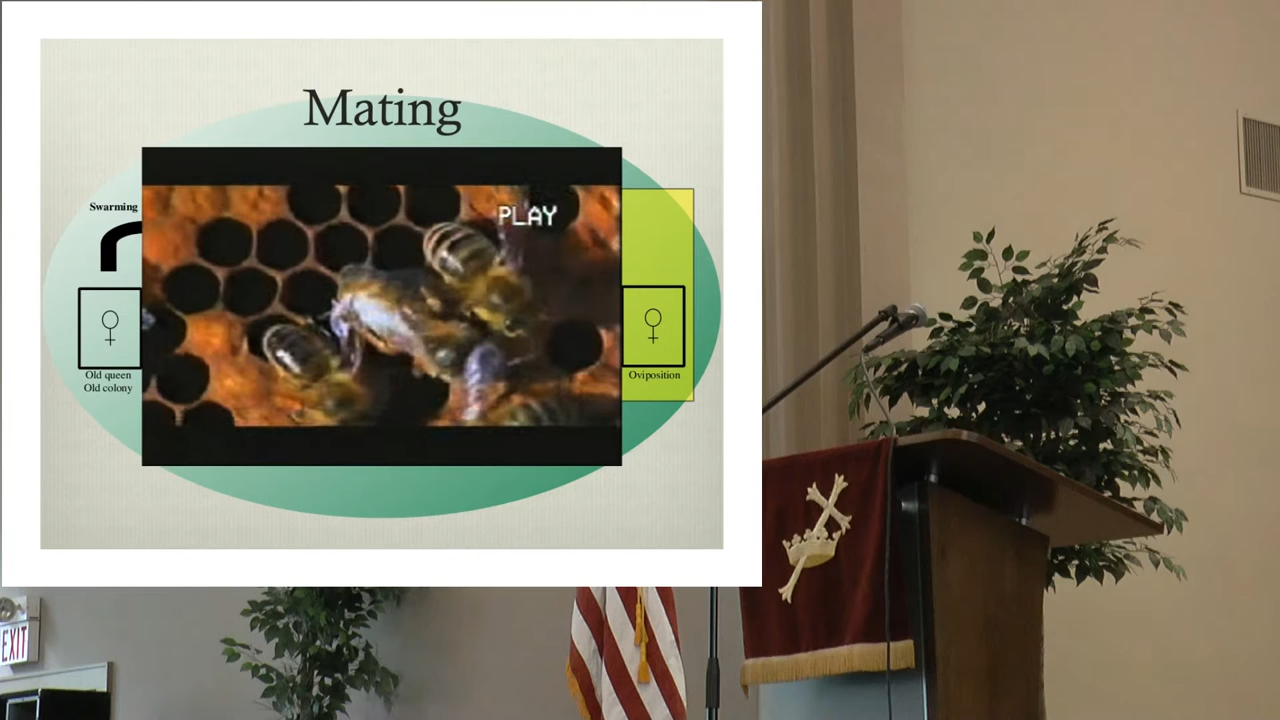 Mating
PLAY
Swarming
♀
♀
Old queen
Old colony
Oviposition
EXIT